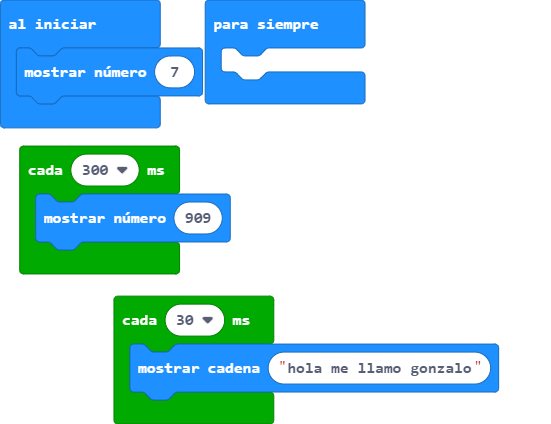 al iniciar
para siempre
mostrar número 7
cada 300 ms
mostrar número 909
cada 30 ms
mostrar cadena "hola me llamo gonzalo"